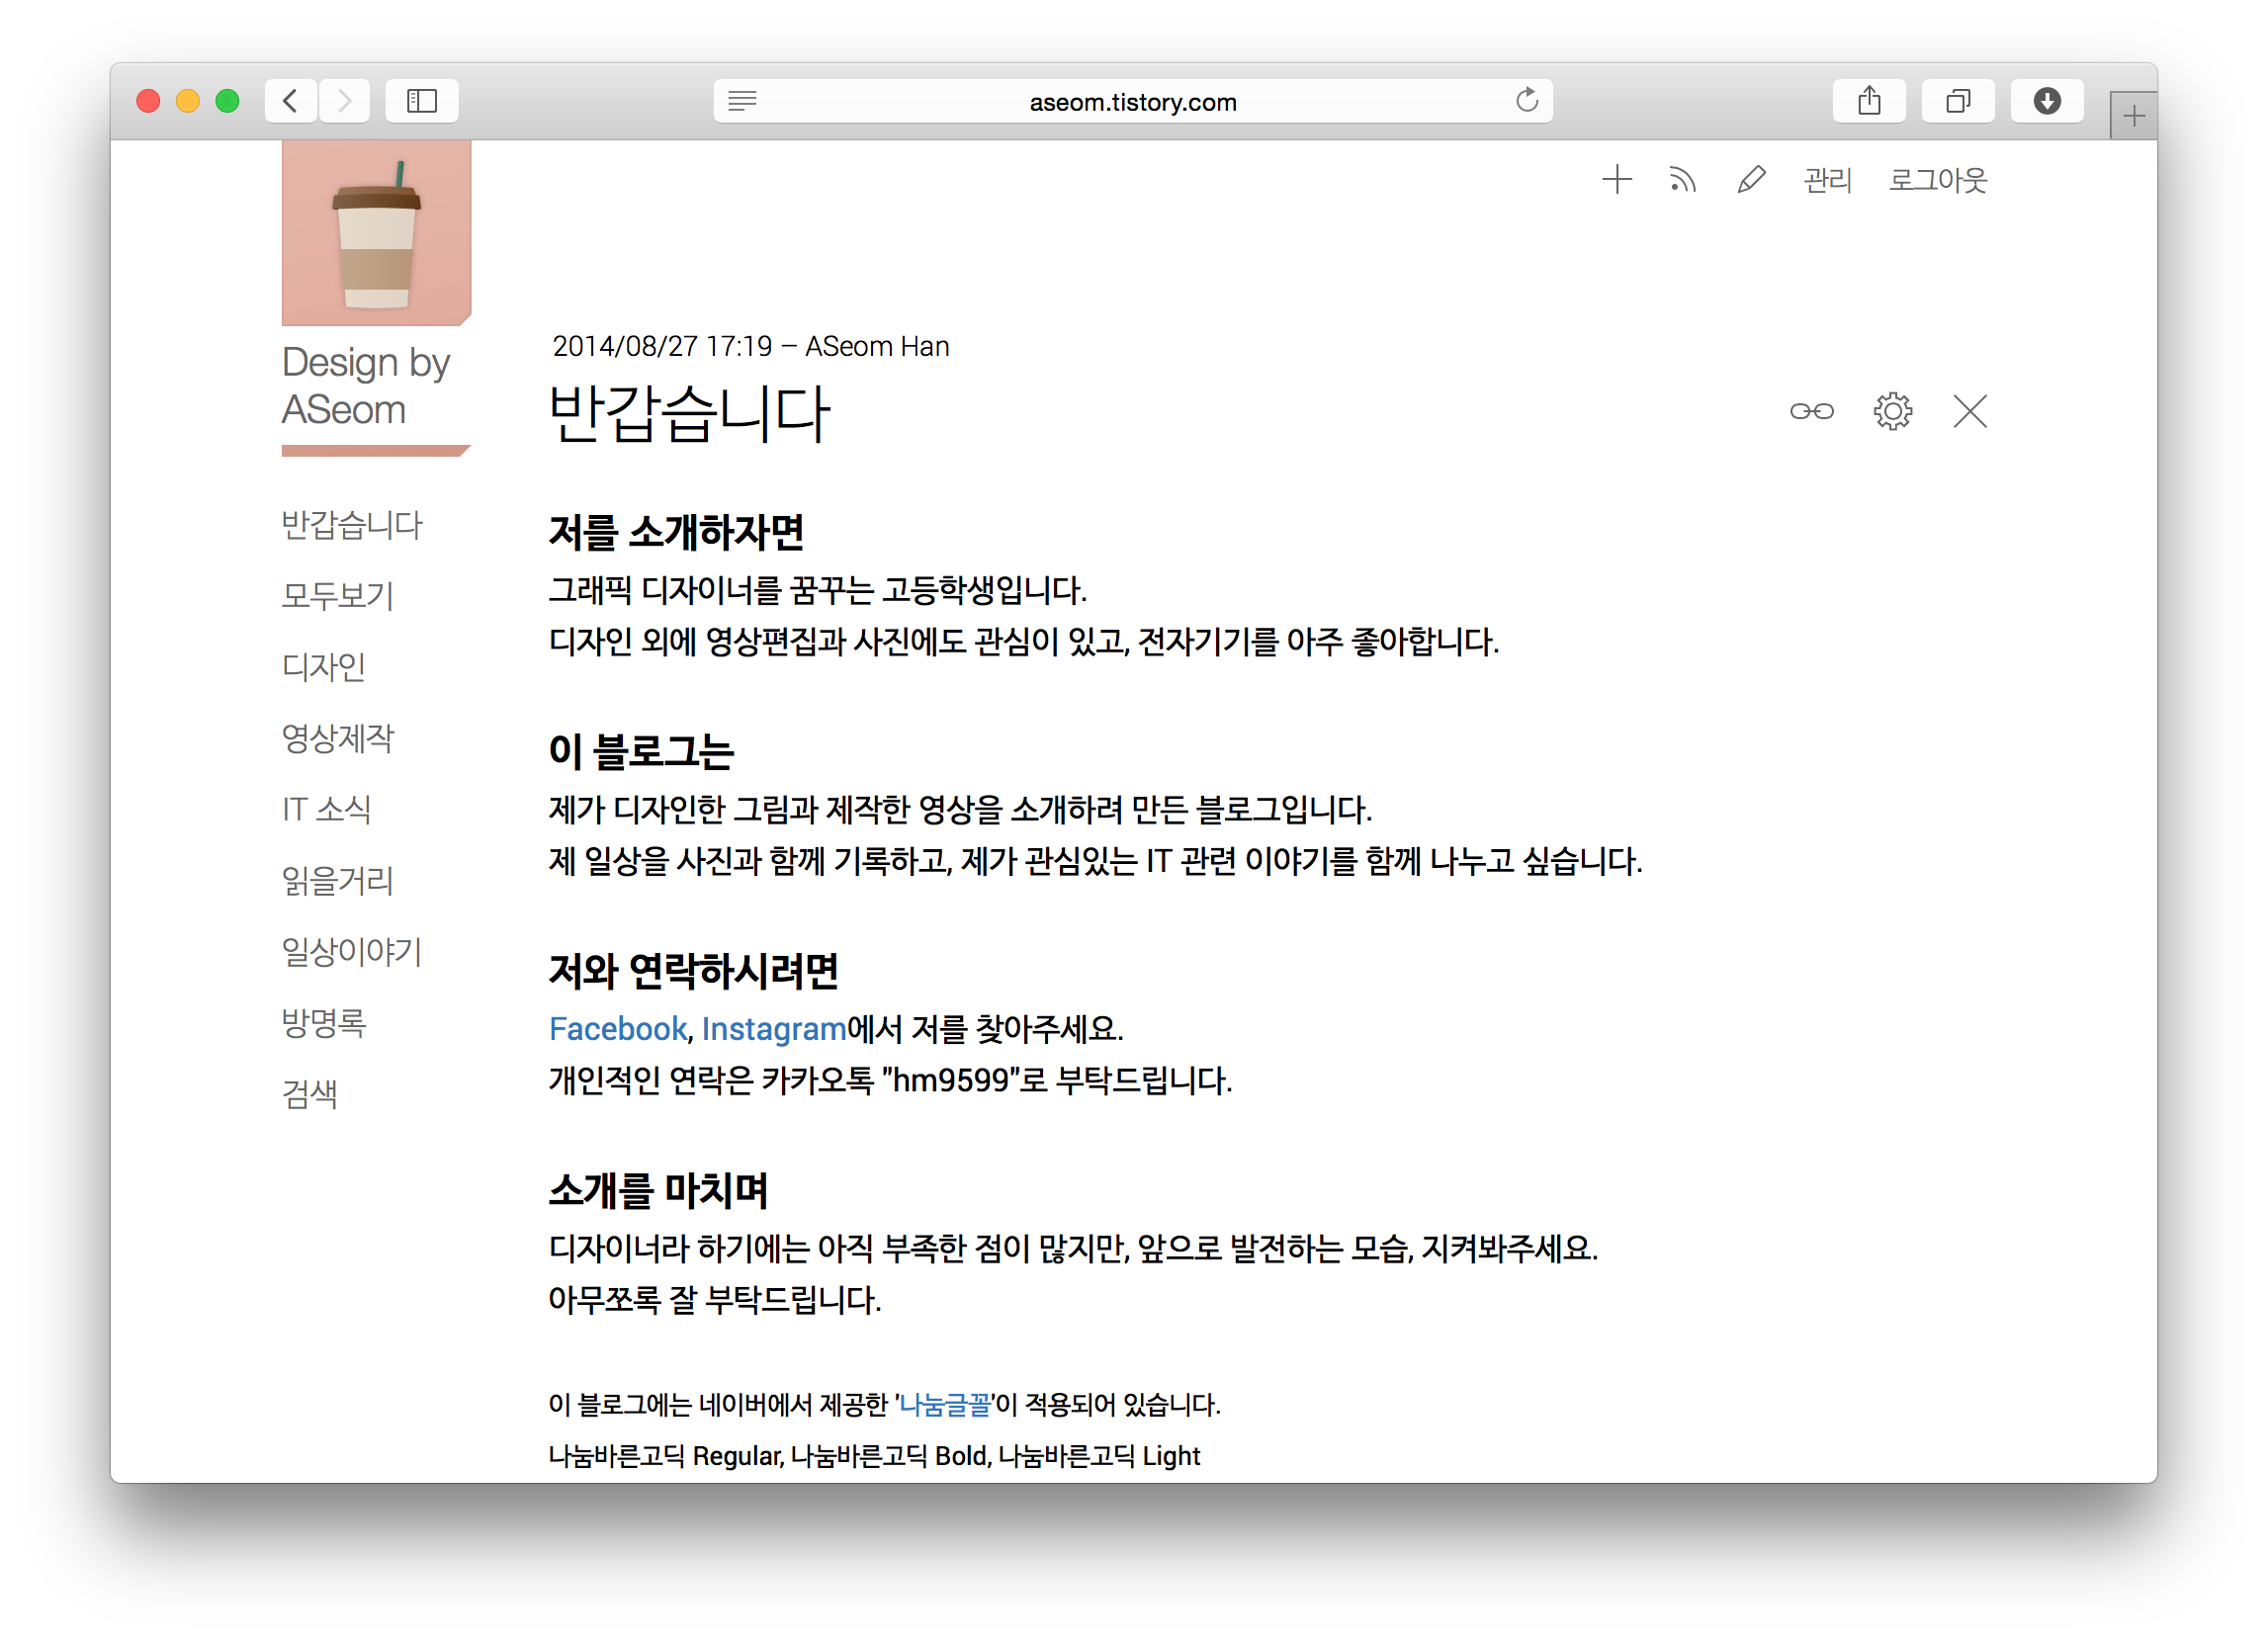 aseom.tistory.com
관리 로그아웃
Design by
ASeom
반갑습니다
모두보기
디자인
영상제작
IT 소식
읽을거리
일상이야기
방명록
검색
2014/08/27 17:19 – ASeom Han
반갑습니다
저를 소개하자면
그래픽 디자이너를 꿈꾸는 고등학생입니다.
디자인 외에 영상편집과 사진에도 관심이 있고, 전자기기를 아주 좋아합니다.
이 블로그는
제가 디자인한 그림과 제작한 영상을 소개하려 만든 블로그입니다.
제 일상을 사진과 함께 기록하고, 제가 관심있는 IT 관련 이야기를 함께 나누고 싶습니다.
저와 연락하시려면
Facebook, Instagram에서 저를 찾아주세요.
개인적인 연락은 카카오톡 "hm9599"로 부탁드립니다.
소개를 마치며
디자이너라 하기에는 아직 부족한 점이 많지만, 앞으로 발전하는 모습, 지켜봐주세요.
아무쪼록 잘 부탁드립니다.
이 블로그에는 네이버에서 제공한 '나눔글꼴'이 적용되어 있습니다.
나눔바른고딕 Regular, 나눔바른고딕 Bold, 나눔바른고딕 Light